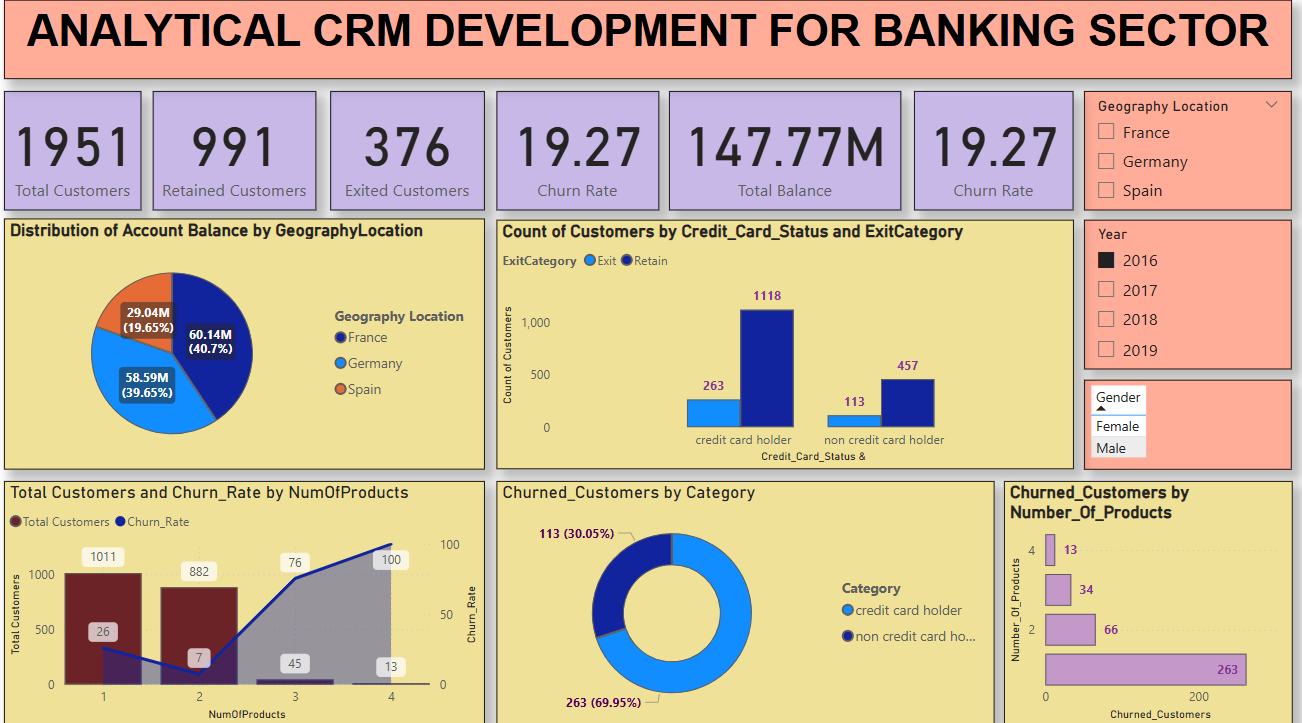 ANALYTICAL CRM DEVELOPMENT FOR BANKING SECTOR
1951
Total Customers
991
Retained Customers
376
Exited Customers
19.27
Churn Rate
147.77M
Total Balance
19.27
Churn Rate
Geography Location
France
Germany
Spain
Distribution of Account Balance by GeographyLocation
29.04M
(19.65%)
60.14M
(40.7%)
58.59M
(39.65%)
Geography Location
France
Germany
Spain
Count of Customers by Credit_Card_Status and ExitCategory
ExitCategory Exit Retain
Count of Customers
1,000
500
0
263
1118
113
457
credit card holder
non credit card holder
Credit_Card_Status &
Year
2016
2017
2018
2019
Gender
Female
Male
Total Customers and Churn_Rate by NumOfProducts
Total Customers Churn_Rate
Total Customers
1000
500
0
1011
882
76
100
26
7
45
13
100
50
0
Churn_Rate
1 2 3 4
NumOfProducts
Churned_Customers by Category
113 (30.05%)
263 (69.95%)
Category
credit card holder
non credit card ho...
Churned_Customers by
Number_Of_Products
Number_Of_Products
4
2
13
34
66
263
0 200
Churned_Customers